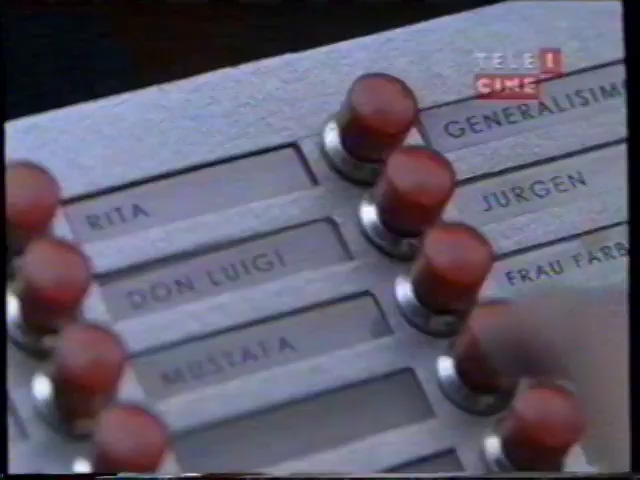 TELE 1
CINE
GENERALISIM
RITA
JURGEN
DON LUIGI
FRAU FARB
MUSTAFA